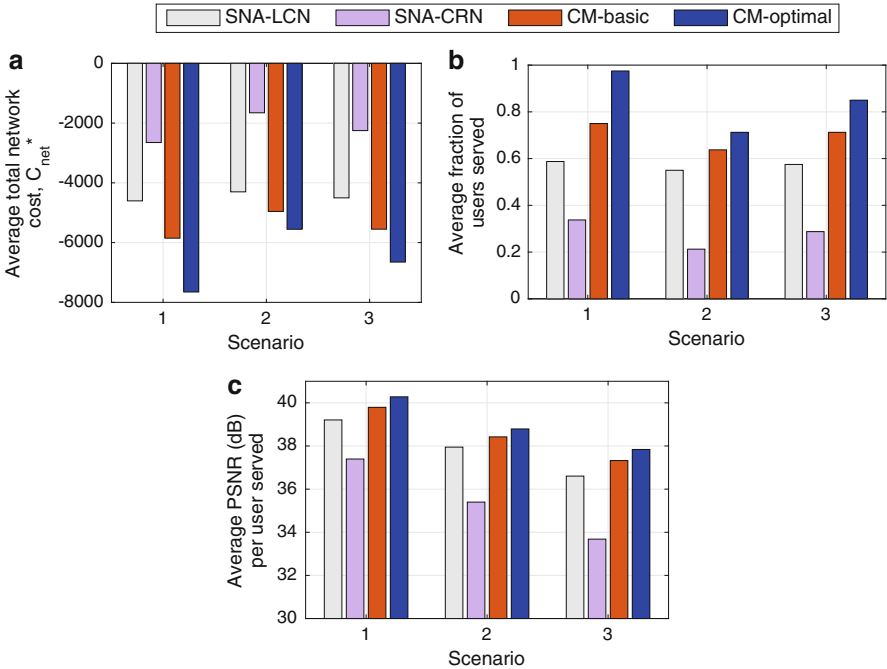 SNA-LCN SNA-CRN CM-basic CM-optimal
a
0
-2000
-4000
-6000
-8000
Average total network
cost, C_net^*
1 2 3
Scenario
b
1
0.8
0.6
0.4
0.2
0
Average fraction of
users served
1 2 3
Scenario
c
40
38
36
34
32
30
Average PSNR (dB)
per user served
1 2 3
Scenario